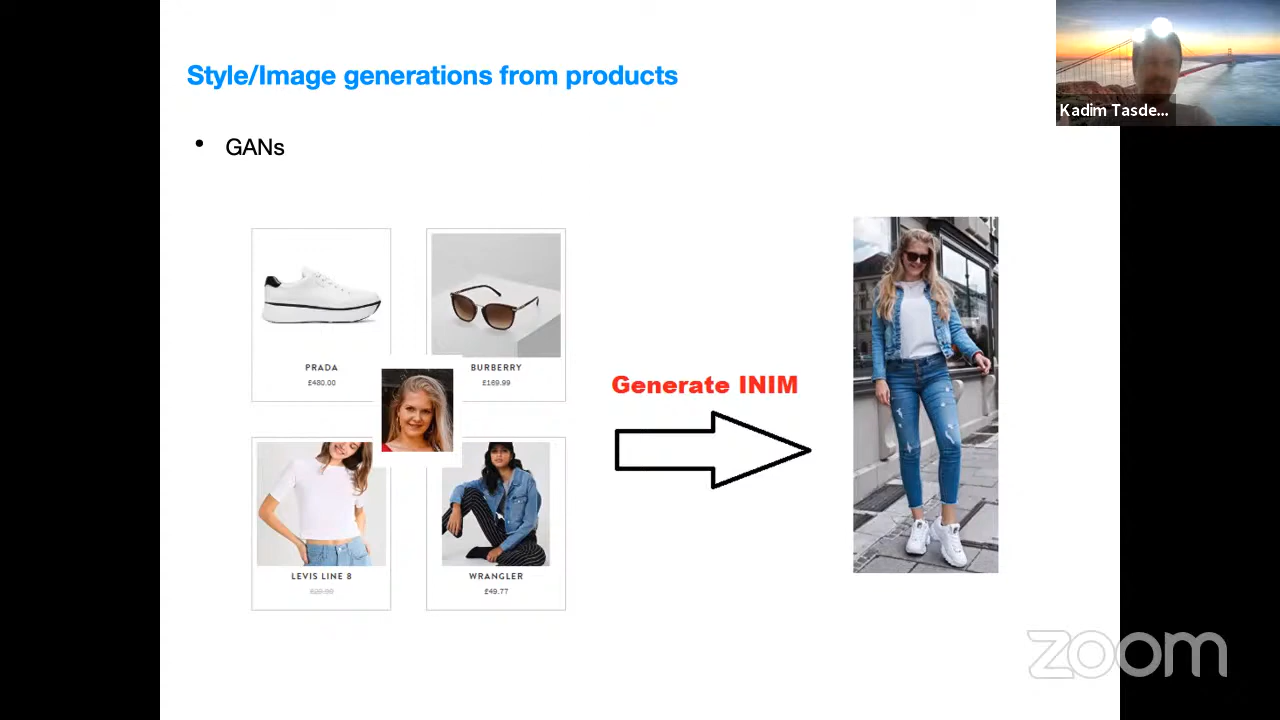 Style/Image generations from products
Kadim Tasde...
• GANs
PRADA
£480.00
BURBERRY
£169.99
Generate INIM
LEVIS LINE 8
WRANGLER
£49.77
zoom